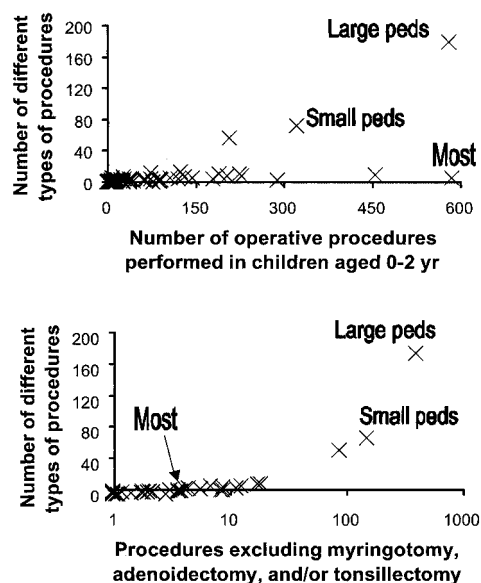 Large peds
Small peds
Most
Number of different
types of procedures
200
160
120
80
40
0
0 150 300 450 600
Number of operative procedures
performed in children aged 0-2 yr
Large peds
Small peds
Most
Number of different
types of procedures
200
160
120
80
40
0
1 10 100 1000
Procedures excluding myringotomy,
adenoidectomy, and/or tonsillectomy